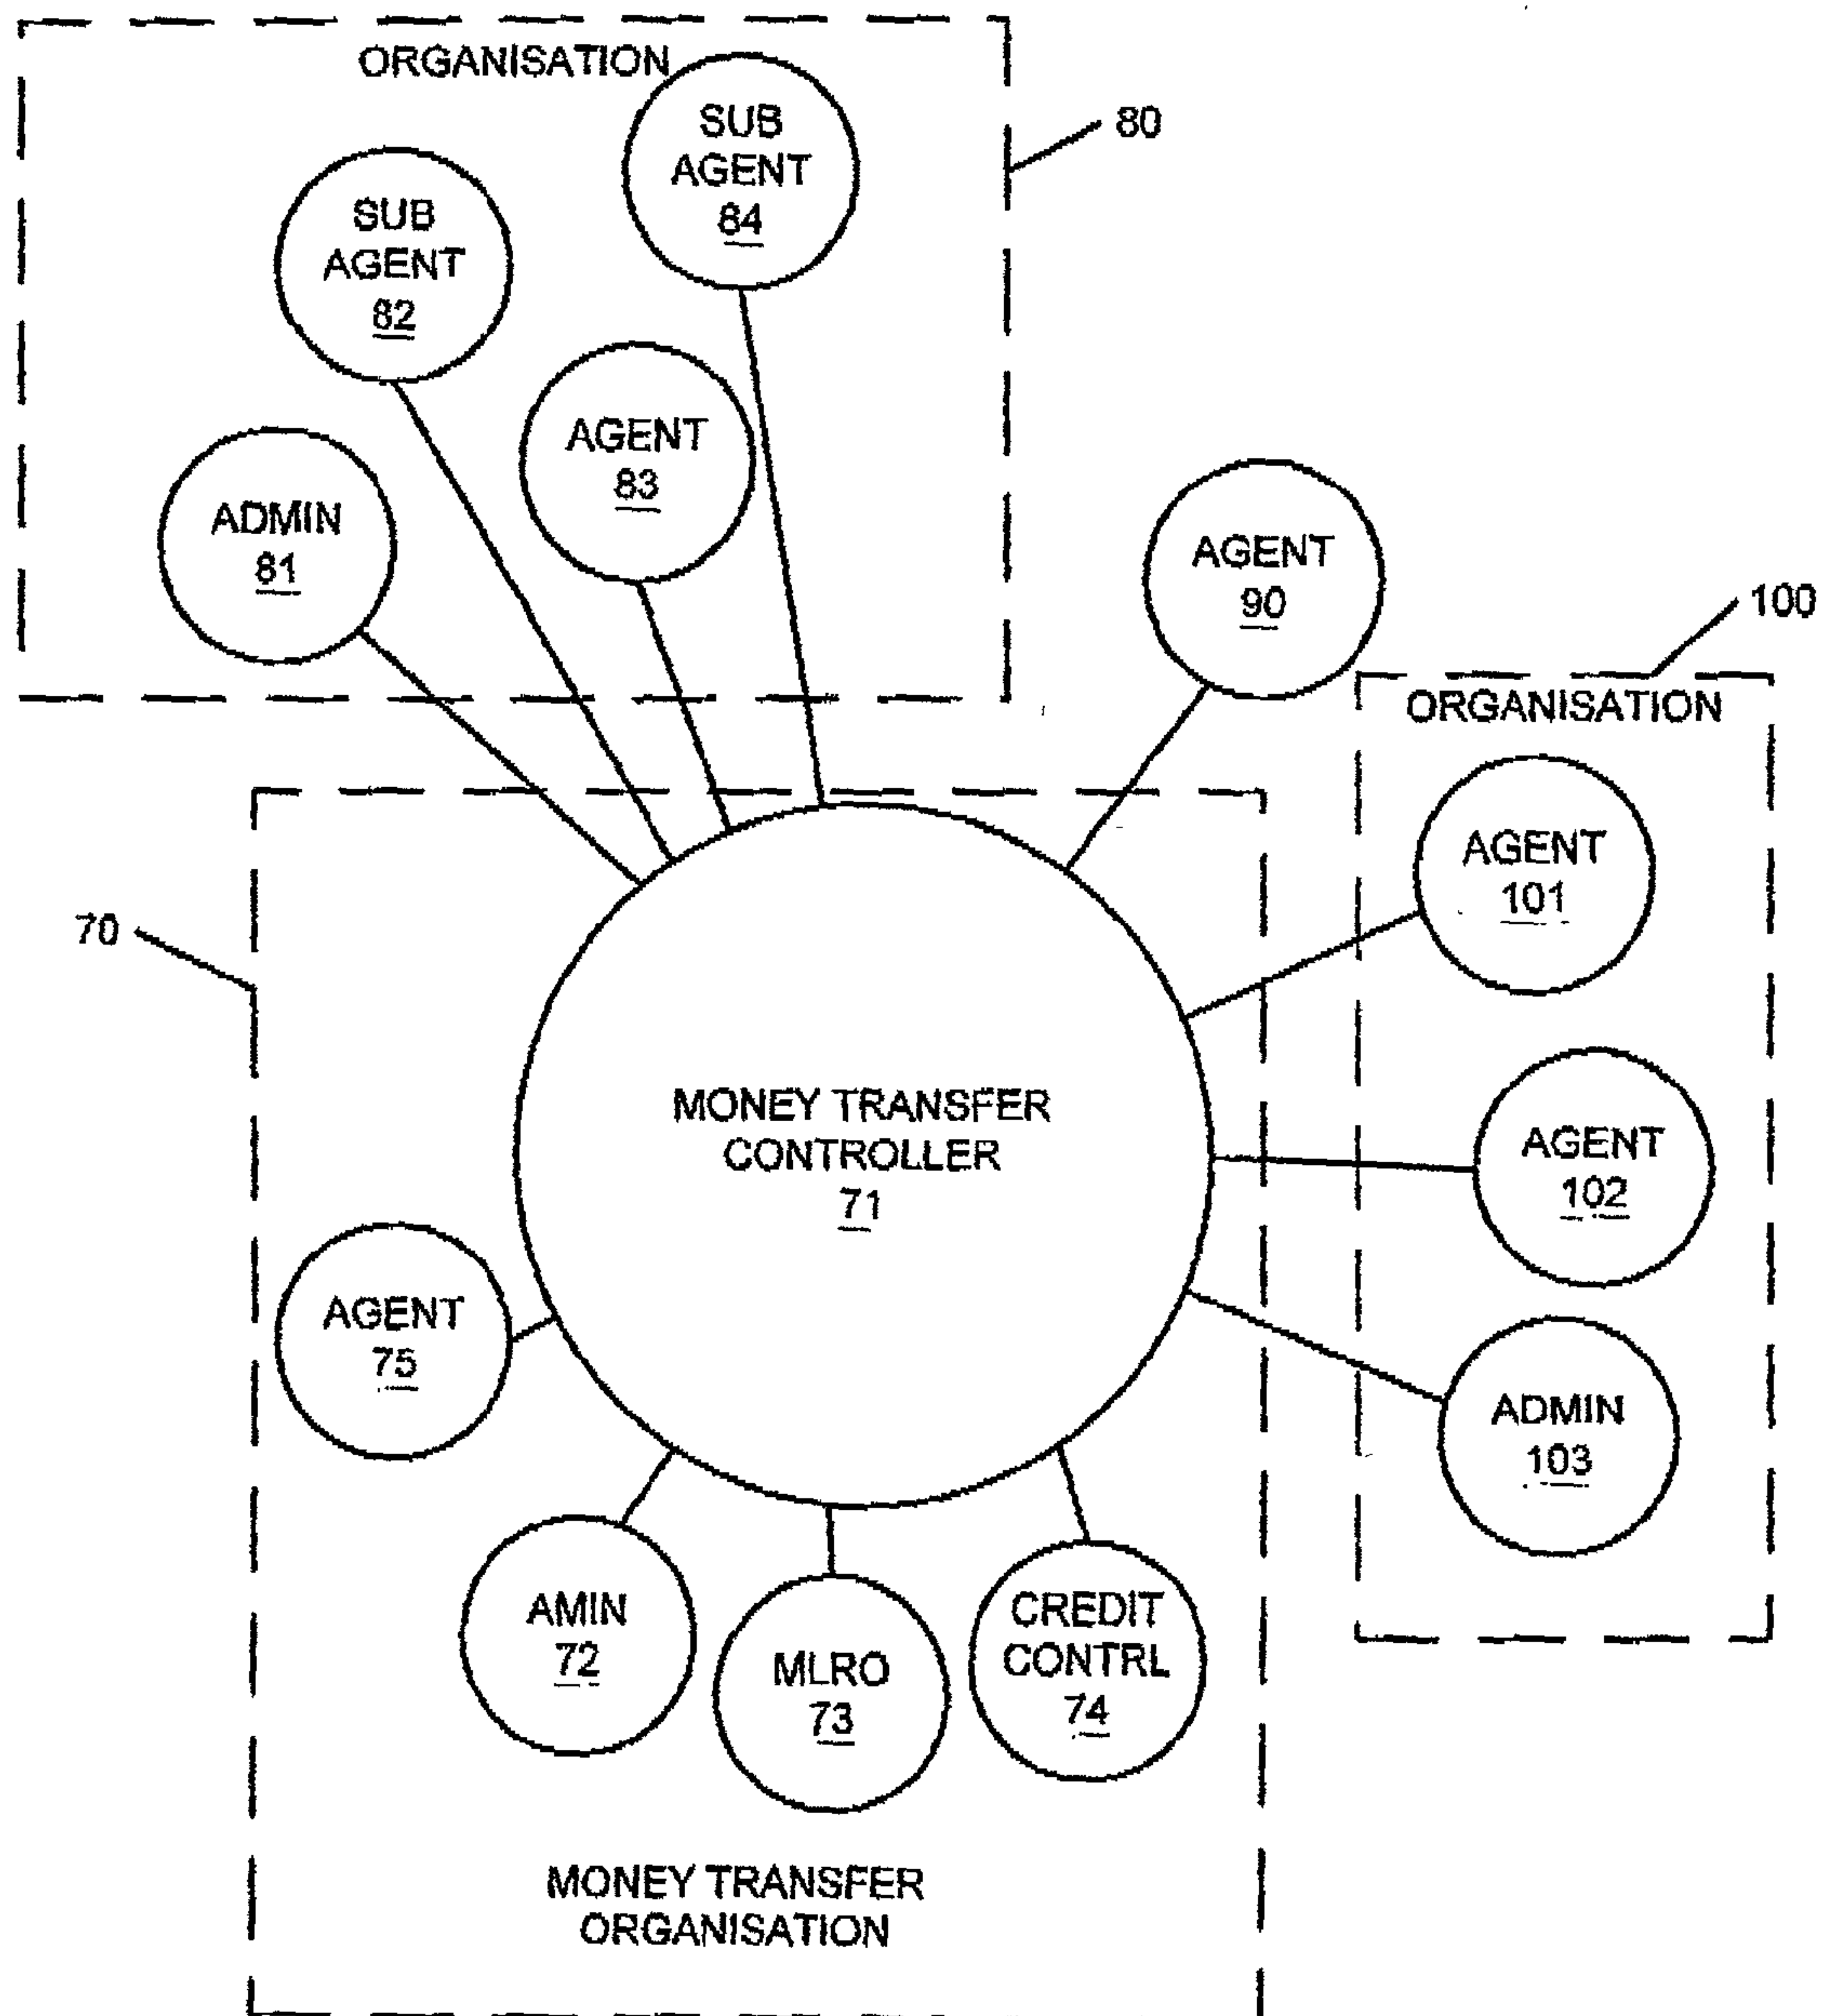 ORGANISATION
SUB
AGENT
84
80
SUB
AGENT
82
AGENT
83
ADMIN
81
AGENT
90
100
ORGANISATION
AGENT
101
70
MONEY TRANSFER
CONTROLLER
71
AGENT
102
AGENT
75
ADMIN
103
AMIN
72
MLRO
73
CREDIT
CONTRL
74
MONEY TRANSFER
ORGANISATION